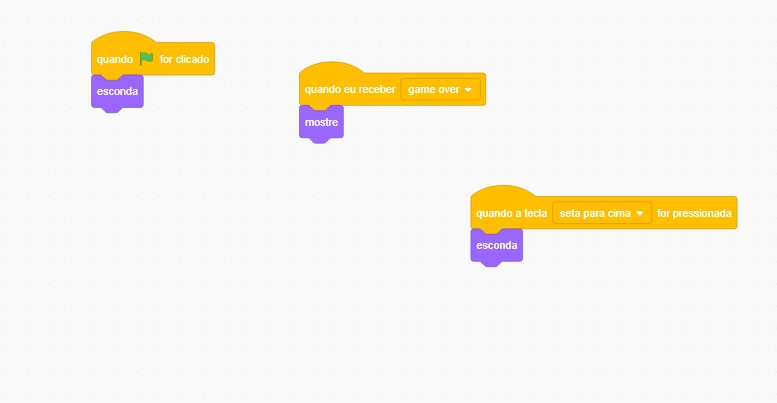 quando for clicado
esconda
quando eu receber game over
mostre
quando a tecla seta para cima for pressionada
esconda